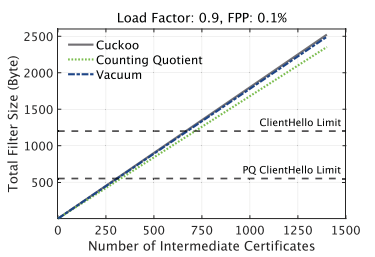 Load Factor: 0.9, FPP: 0.1%
Total Filter Size (Byte)
2500
2000
1500
1000
500
Cuckoo
Counting Quotient
Vacuum
ClientHello Limit
PQ ClientHello Limit
0 250 500 750 1000 1250 1500
Number of Intermediate Certificates